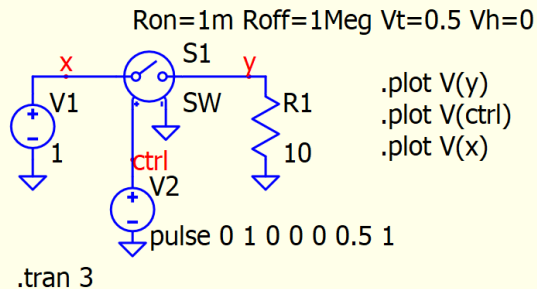 Ron=1m Roff=1Meg Vt=0.5 Vh=0
x
S1
y
.plot V(y)
V1
SW
R1
.plot V(ctrl)
1
ctrl
10
.plot V(x)
V2
pulse 0 1 0 0 0 0.5 1
.tran 3